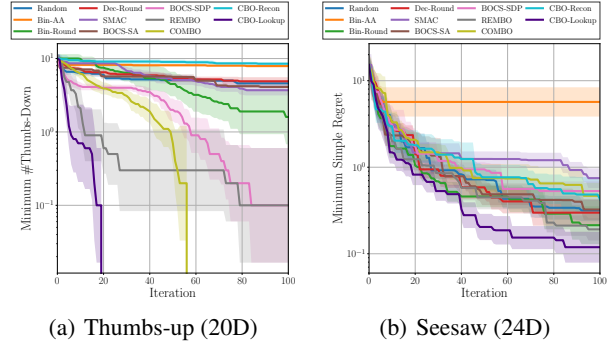 Random Dec-Round BOCS-SDP CBO-Recon
Bin-AA SMAC REMBO CBO-Lookup
Bin-Round BOCS-SA COMBO
Minimum #Thumbs-Down
10¹
10⁰
10⁻¹
0 20 40 60 80 100
Iteration
(a) Thumbs-up (20D)
Random Dec-Round BOCS-SDP CBO-Recon
Bin-AA SMAC REMBO CBO-Lookup
Bin-Round BOCS-SA COMBO
Minimum Simple Regret
10¹
10⁰
10⁻¹
0 20 40 60 80 100
Iteration
(b) Seesaw (24D)